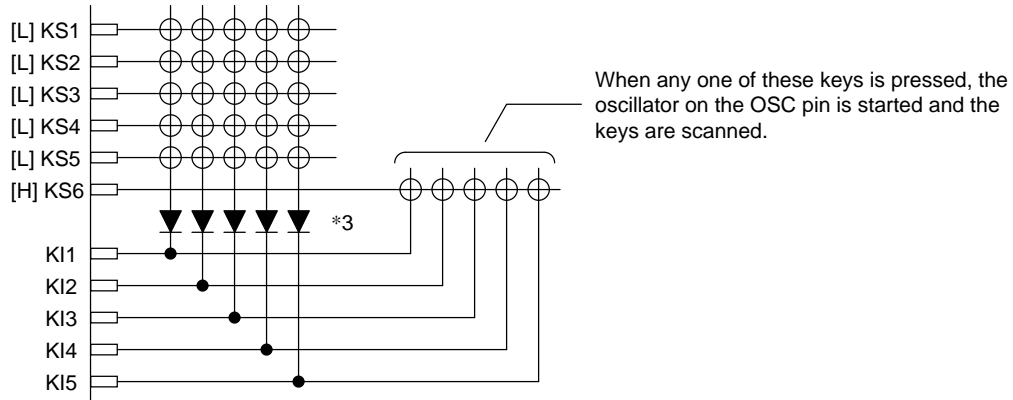 [L] KS1
[L] KS2
[L] KS3
[L] KS4
[L] KS5
[H] KS6
When any one of these keys is pressed, the
oscillator on the OSC pin is started and the
keys are scanned.
*3
KI1
KI2
KI3
KI4
KI5